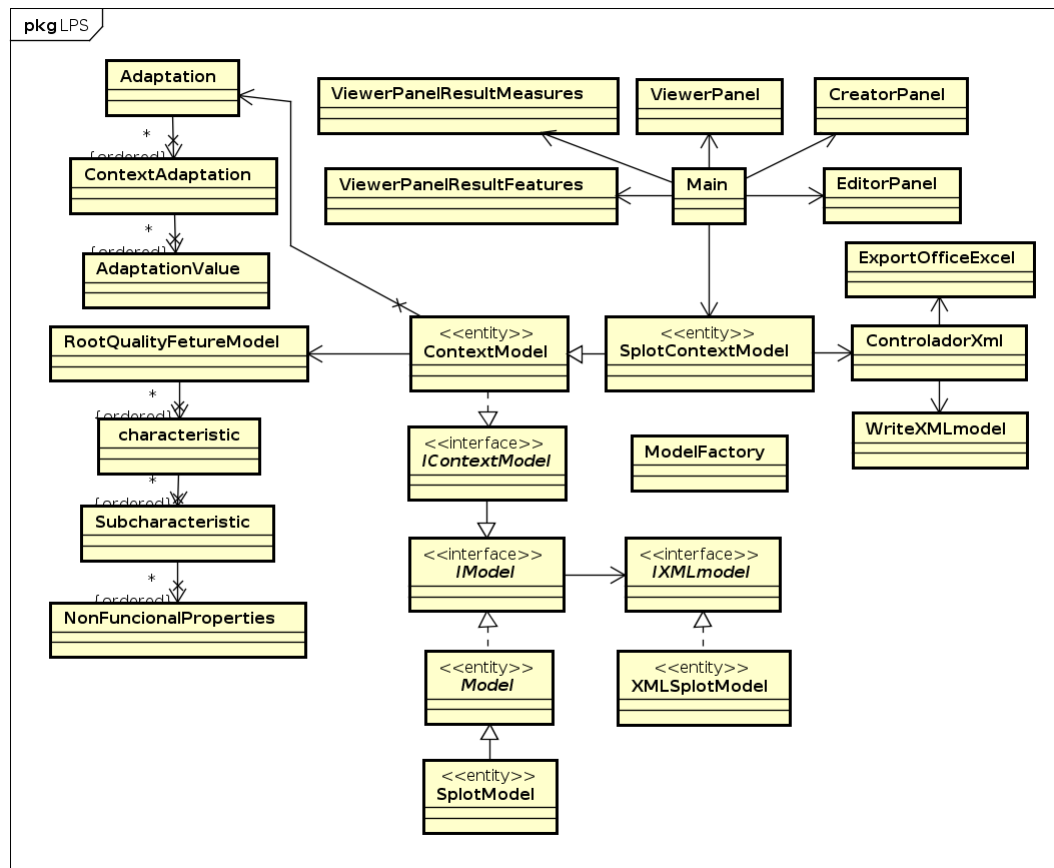 pkg LPS
Adaptation
*
{ordered}
ContextAdaptation
*
{ordered}
AdaptationValue
ViewerPanelResultMeasures
ViewerPanel
CreatorPanel
ViewerPanelResultFeatures
Main
EditorPanel
ExportOfficeExcel
RootQualityFetureModel
<<entity>>
ContextModel
<<entity>>
SplotContextModel
ControladorXml
*
{ordered}
characteristic
*
{ordered}
Subcharacteristic
*
{ordered}
NonFuncionalProperties
<<interface>>
IContextModel
ModelFactory
WriteXMLmodel
<<interface>>
IModel
<<interface>>
IXMLmodel
<<entity>>
Model
<<entity>>
XMLSplotModel
<<entity>>
SplotModel